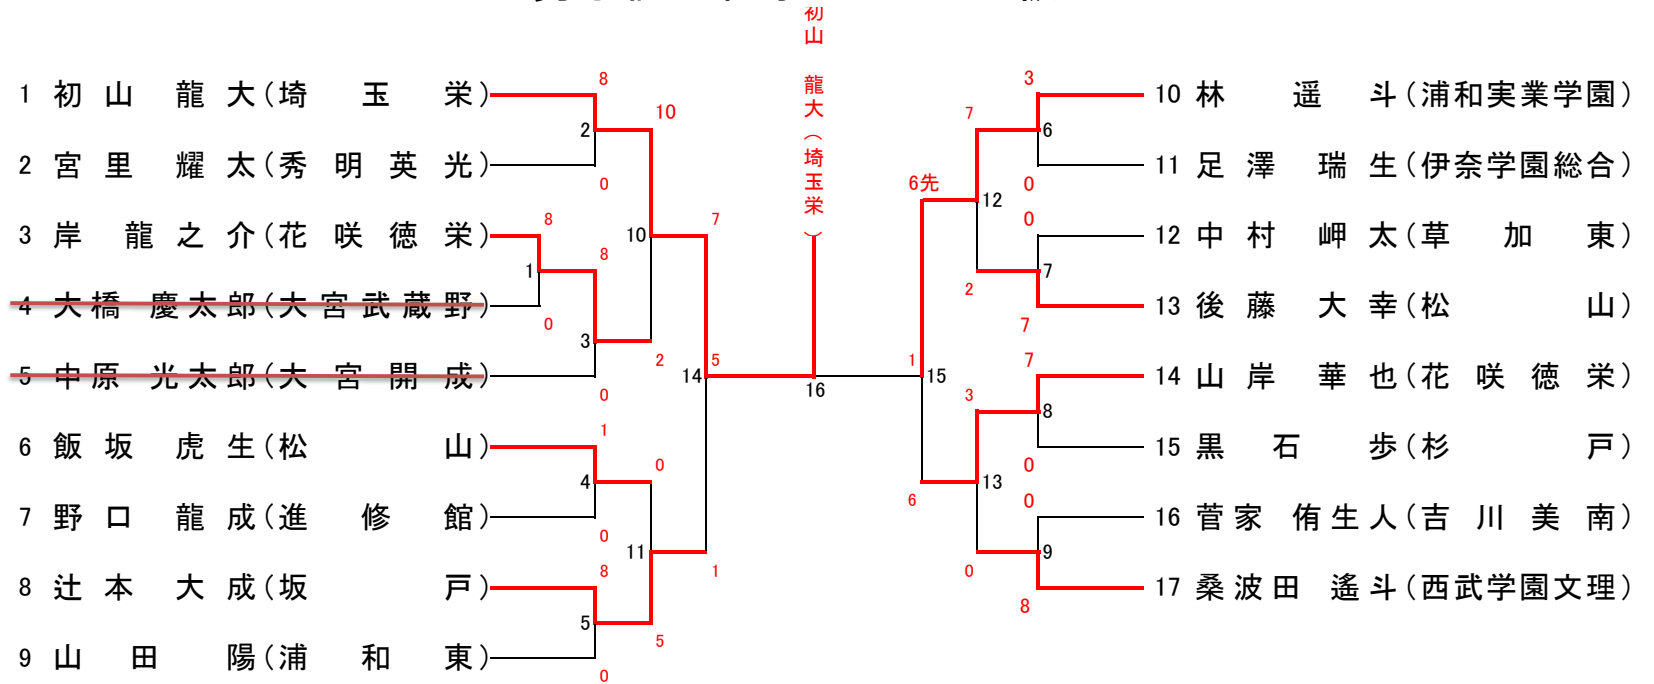 初山 龍大（埼玉栄）
1 初山 龍大(埼玉栄)
2 宮里 耀太(秀明英光)
3 岸 龍之介(花咲徳栄)
4 大橋 慶太郎(大宮武蔵野)
5 中原 光太郎(大宮開成)
6 飯坂 虎生(松山)
7 野口 龍成(進修館)
8 辻本 大成(坂戸)
9 山田 陽(浦和東)
8
2
0
10
8
1
0
8
3
0
10
2
7
1
4
0
0
8
5
0
11
5
14
5
1
16
1
15
6先
6
7
12
2
3
13
0
3
6
0
0
7
7
7
8
0
0
9
8
10 林 遥斗(浦和実業学園)
11 足澤 瑞生(伊奈学園総合)
12 中村 岬太(草加東)
13 後藤 大幸(松山)
14 山岸 華也(花咲徳栄)
15 黒石 歩(杉戸)
16 菅家 侑生人(吉川美南)
17 桑波田 遙斗(西武学園文理)